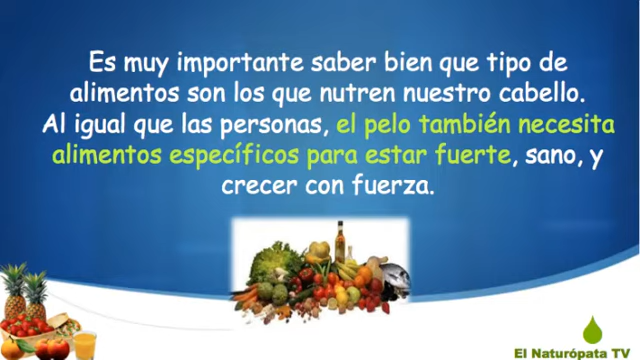 Es muy importante saber bien que tipo de
alimentos son los que nutren nuestro cabello.
Al igual que las personas, el pelo también necesita
alimentos específicos para estar fuerte, sano, y
crecer con fuerza.
El Naturópata TV